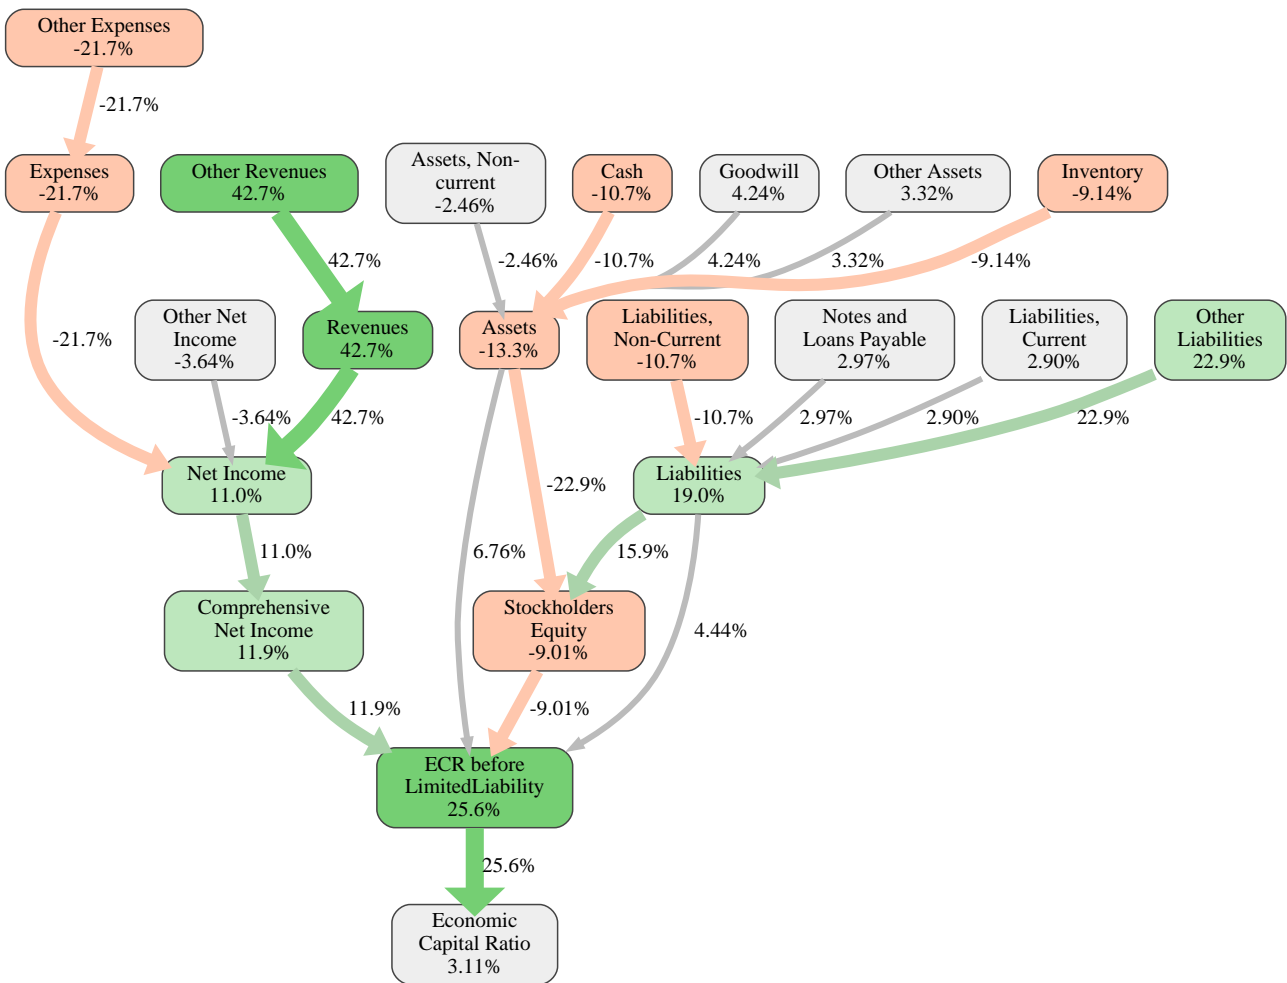 Other Expenses
-21.7%
-21.7%
Expenses
-21.7%
Other Revenues
42.7%
Assets, Non-
current
-2.46%
Cash
-10.7%
Goodwill
4.24%
Other Assets
3.32%
Inventory
-9.14%
42.7%
-2.46%
-10.7%
4.24%
3.32%
-9.14%
-21.7%
Other Net
Income
-3.64%
Revenues
42.7%
Assets
-13.3%
Liabilities,
Non-Current
-10.7%
Notes and
Loans Payable
2.97%
Liabilities,
Current
2.90%
Other
Liabilities
22.9%
-3.64%
42.7%
-10.7%
2.97%
2.90%
22.9%
Net Income
11.0%
-22.9%
Liabilities
19.0%
11.0%
6.76%
15.9%
Comprehensive
Net Income
11.9%
Stockholders
Equity
-9.01%
4.44%
11.9%
-9.01%
ECR before
LimitedLiability
25.6%
25.6%
Economic
Capital Ratio
3.11%